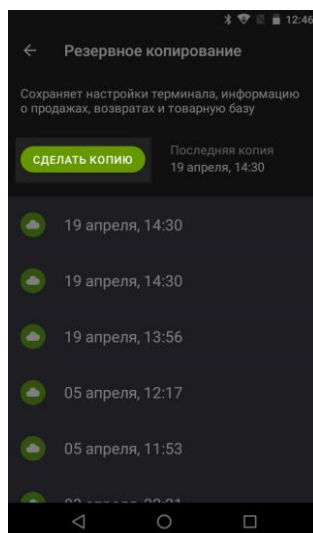 12:46
Резервное копирование
Сохраняет настройки терминала, информацию
о продажах, возвратах и товарную базу
СДЕЛАТЬ КОПИЮ
Последняя копия
19 апреля, 14:30
19 апреля, 14:30
19 апреля, 14:30
19 апреля, 13:56
05 апреля, 12:17
05 апреля, 11:53